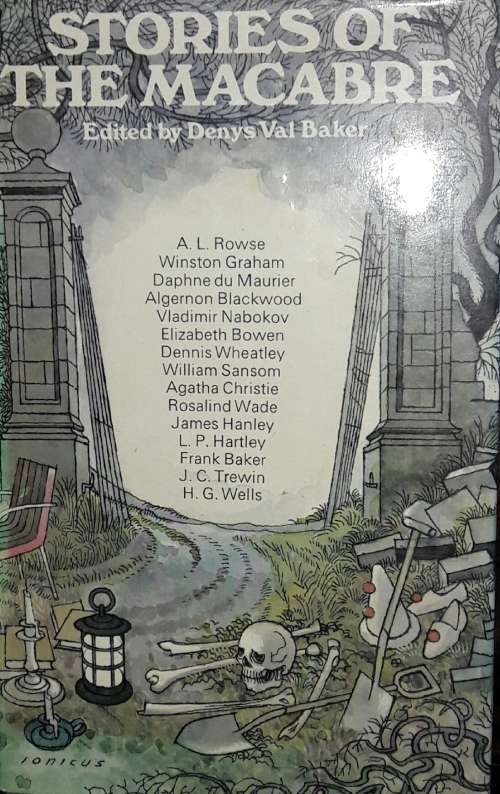 STORIES OF
THE MACABRE
Edited by Denys Val Baker
A. L. Rowse
Winston Graham
Daphne du Maurier
Algernon Blackwood
Vladimir Nabokov
Elizabeth Bowen
Dennis Wheatley
William Sansom
Agatha Christie
Rosalind Wade
James Hanley
L. P. Hartley
Frank Baker
J. C. Trewin
H. G. Wells
IONICUS